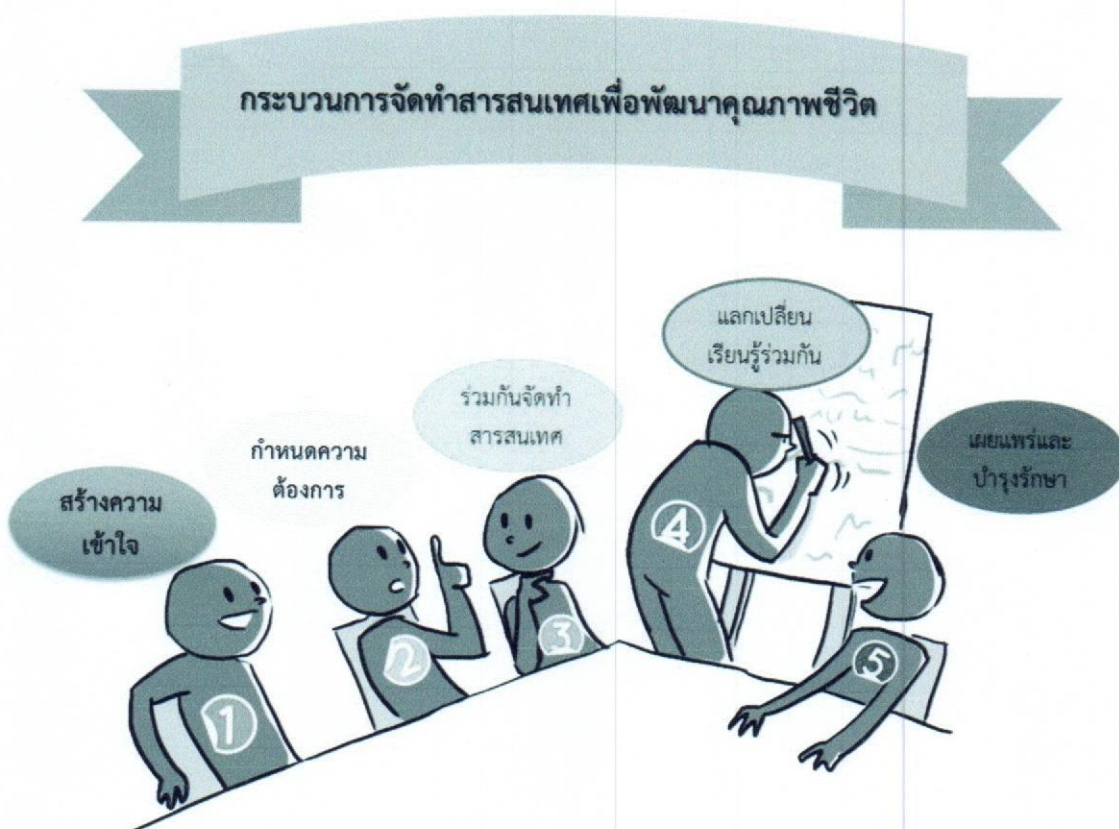 กระบวนการจัดทำสารสนเทศเพื่อพัฒนาคุณภาพชีวิต
สร้างความ
เข้าใจ
กำหนดความ
ต้องการ
ร่วมกันจัดทำ
สารสนเทศ
แลกเปลี่ยน
เรียนรู้ร่วมกัน
เผยแพร่และ
บำรุงรักษา
1
2
3
4
5